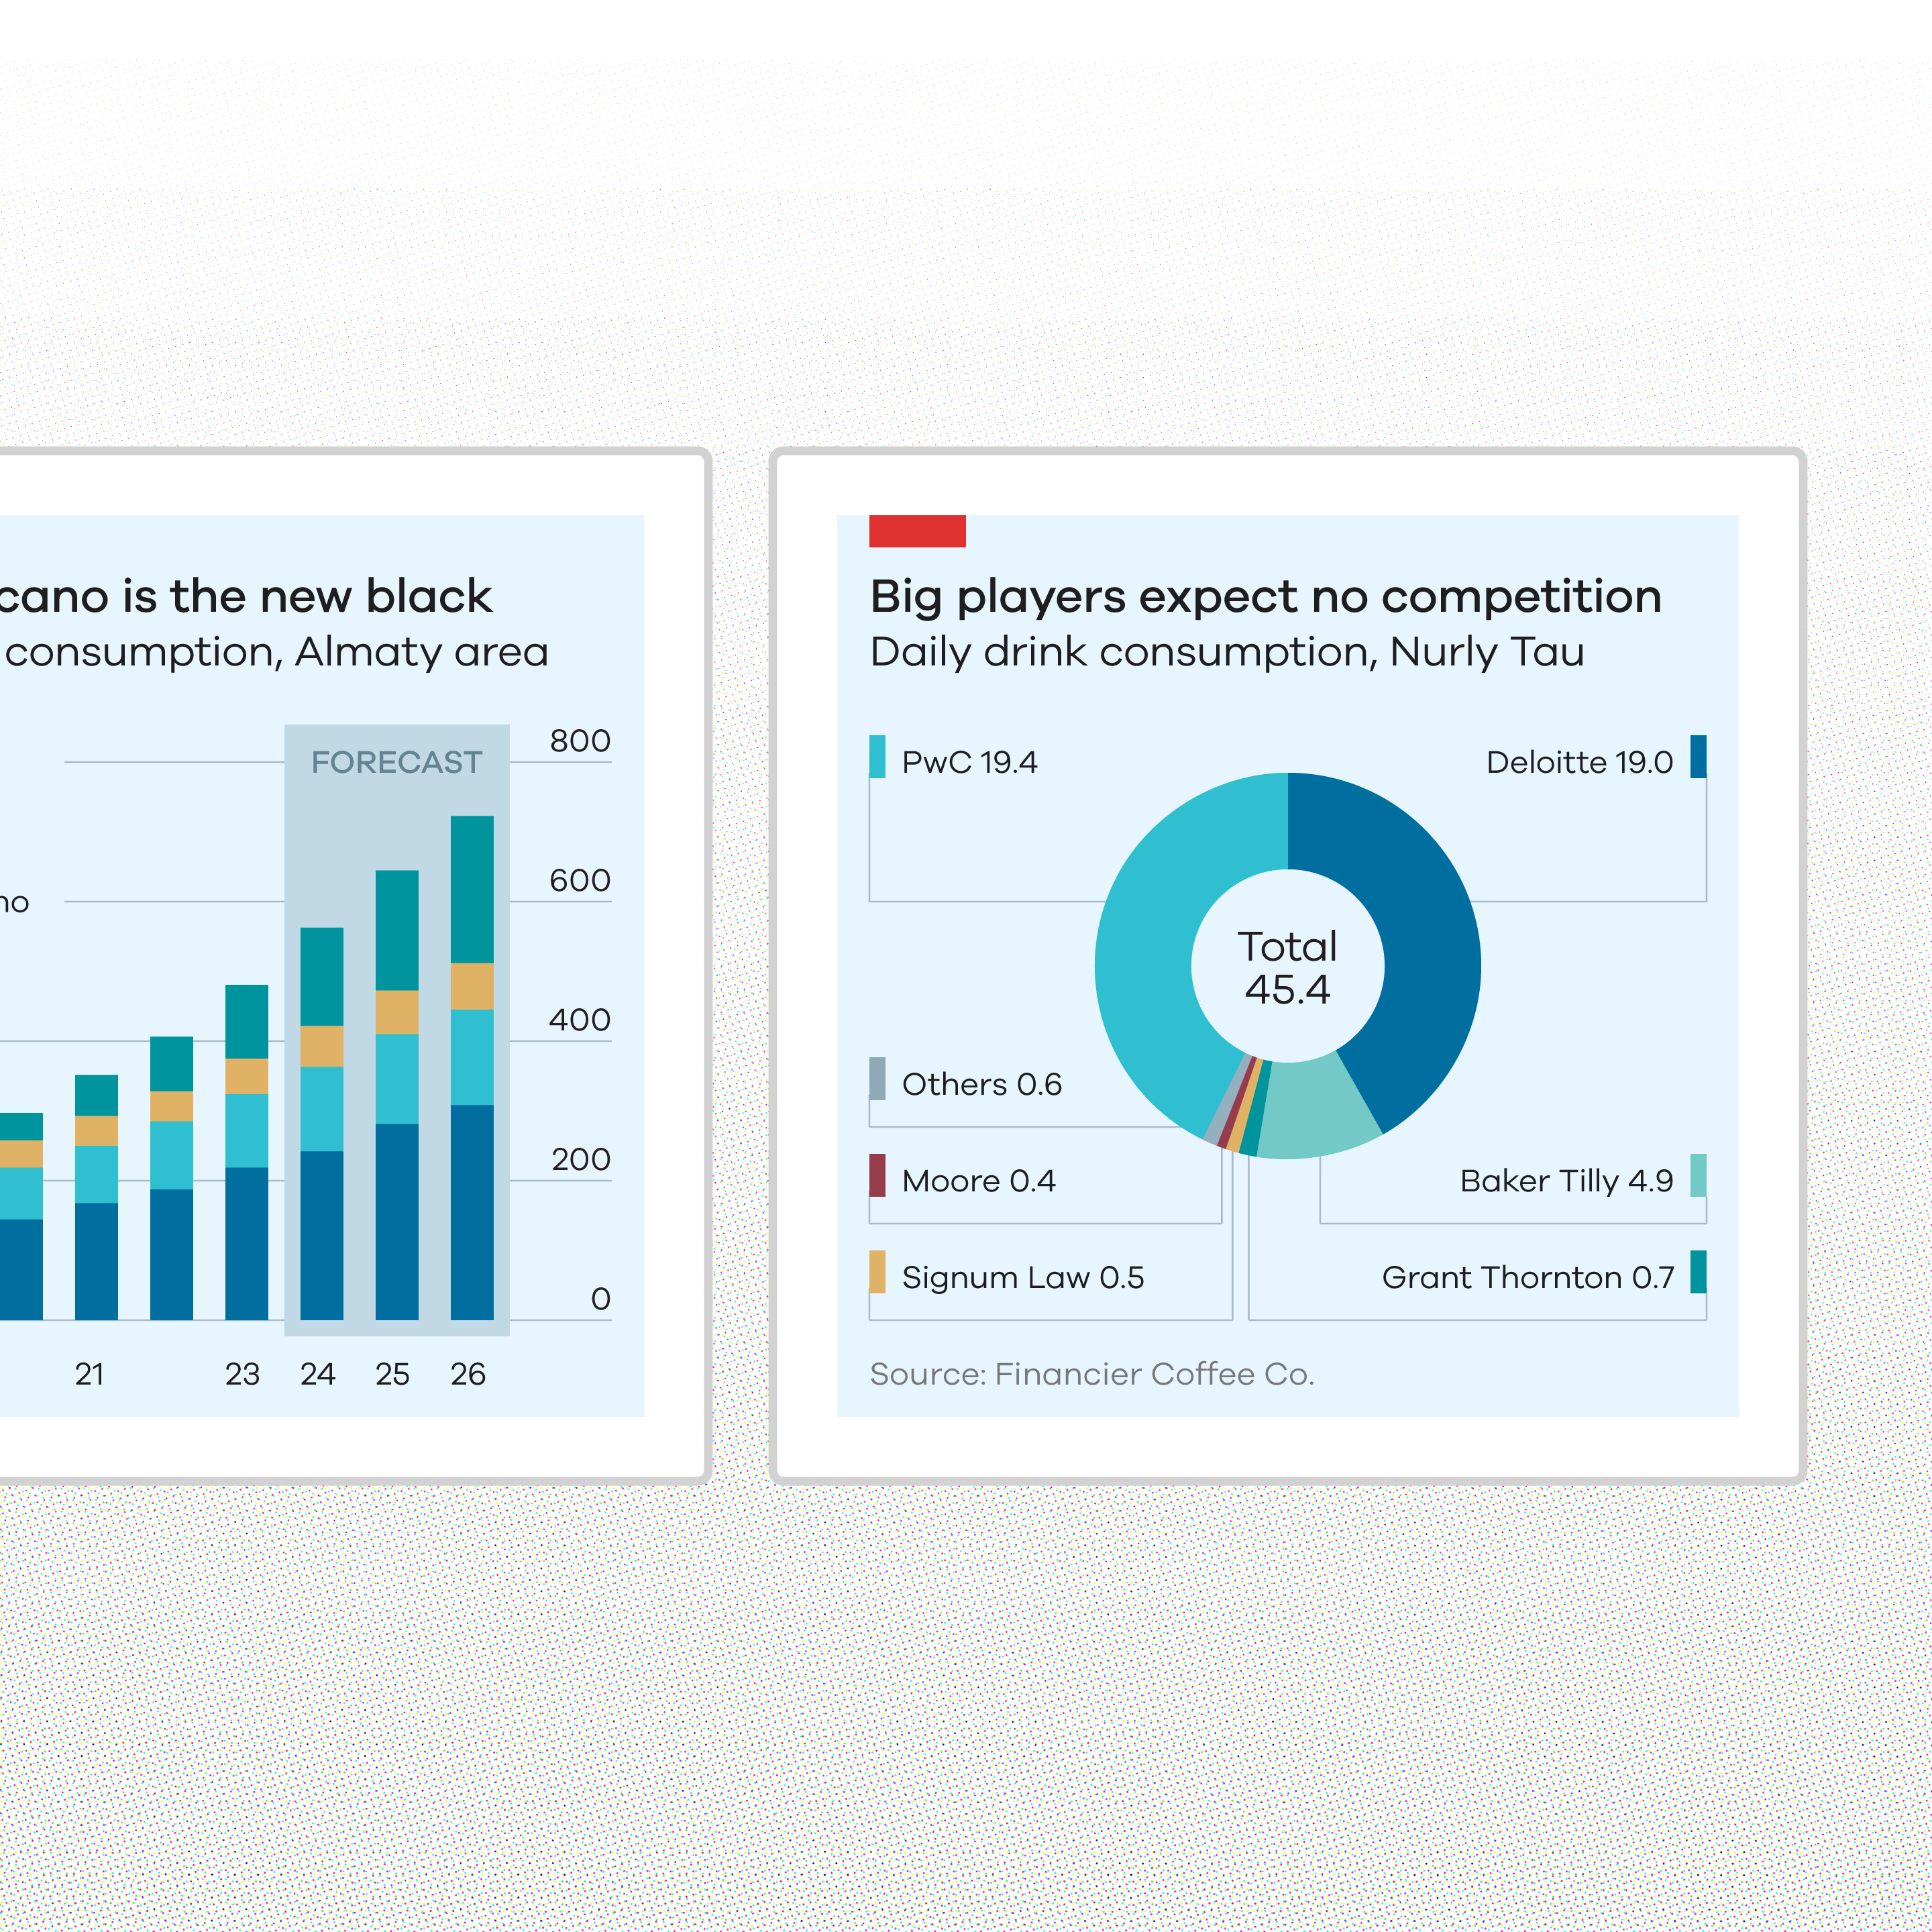 cano is the new black
consumption, Almaty area
FORECAST
800
600
no
400
200
0
21
23
24
25
26
Big players expect no competition
Daily drink consumption, Nurly Tau
PwC 19.4
Deloitte 19.0
Total
45.4
Others 0.6
Moore 0.4
Baker Tilly 4.9
Signum Law 0.5
Grant Thornton 0.7
Source: Financier Coffee Co.